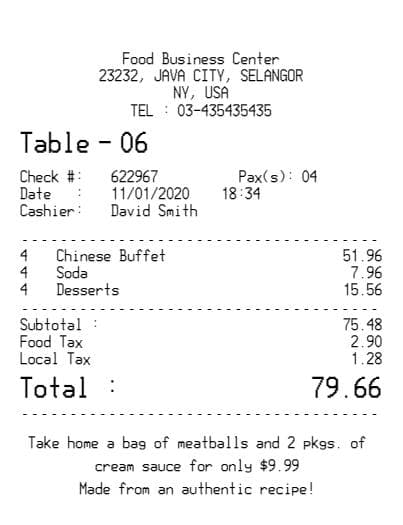 Food Business Center
23232, JAVA CITY, SELANGOR
NY, USA
TEL : 03-435435435
Table - 06
Check #: 622967 Pax(s): 04
Date : 11/01/2020 18:34
Cashier: David Smith
4 Chinese Buffet 51.96
4 Soda 7.96
4 Desserts 15.56
Subtotal : 75.48
Food Tax 2.90
Local Tax 1.28
Total : 79.66
Take home a bag of meatballs and 2 pkgs. of
cream sauce for only $9.99
Made from an authentic recipe!